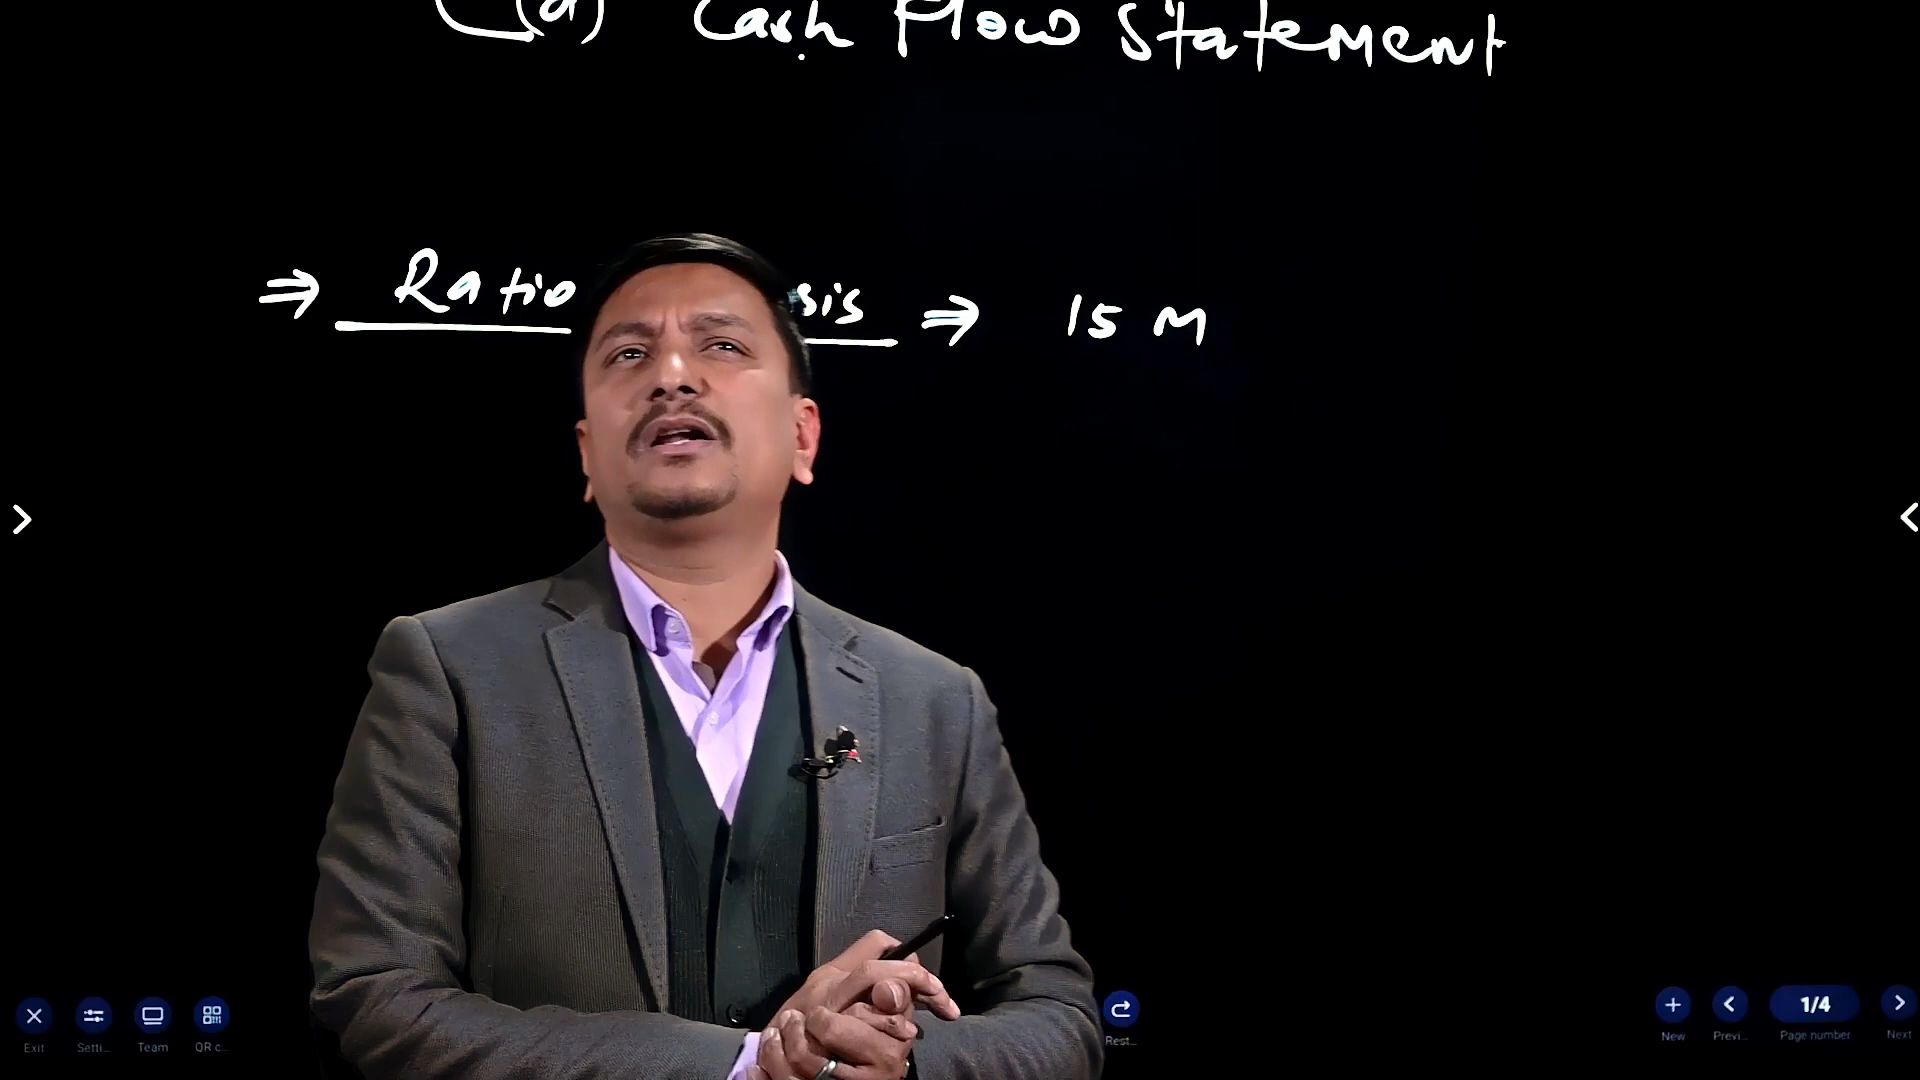 (d) Cash Flow Statement
⇒ Ratio sis ⇒ 15 M
Exit Setti... Team QR c... Rest... New Previ... 1/4 Page number Next